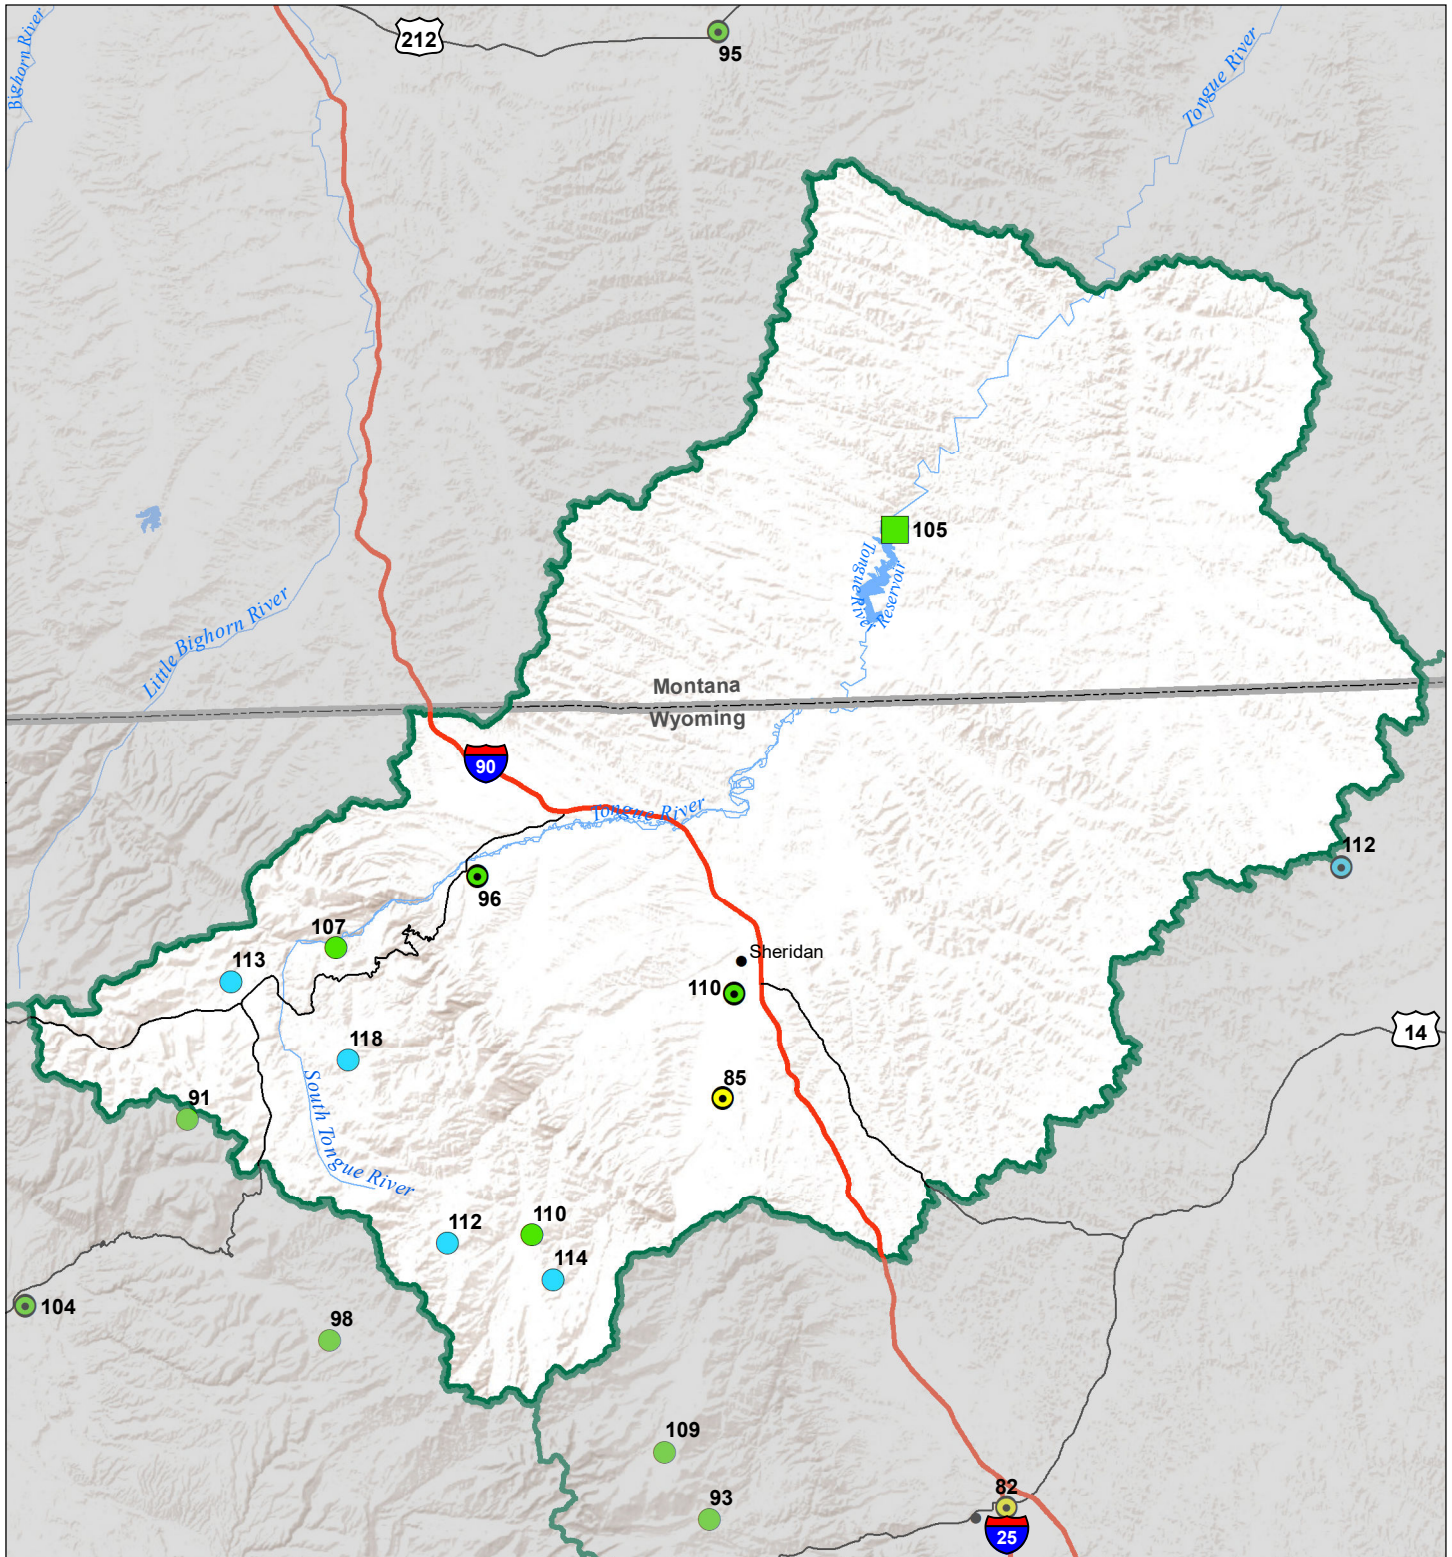 Bighorn River
212
95
Tongue River
105
Tongue River
Reservoir
Little Bighorn River
Montana
Wyoming
90
Tongue River
112
96
107
113
Sheridan
110
14
118
85
91
South Tongue River
112
110
114
104
98
109
93
82
25